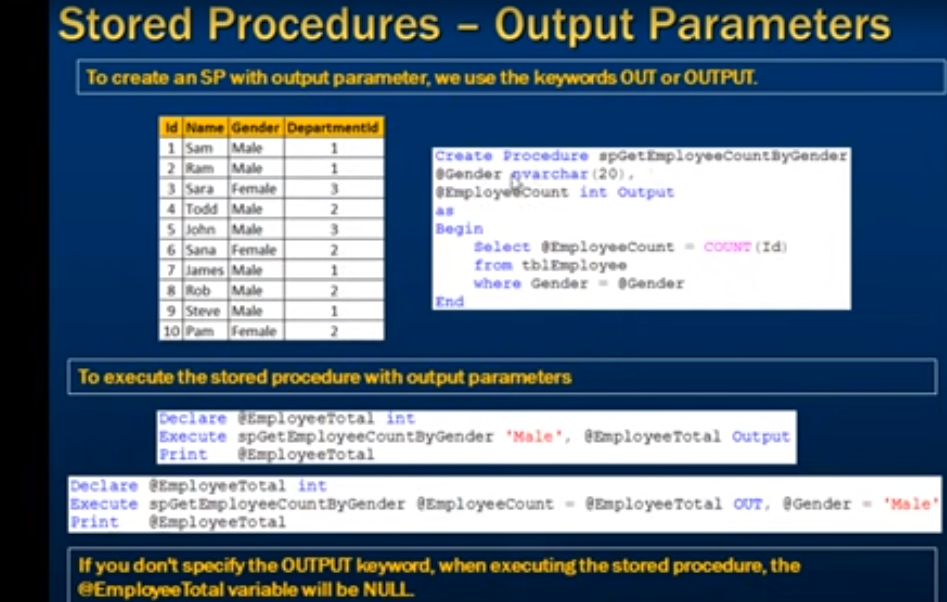 Stored Procedures – Output Parameters
To create an SP with output parameter, we use the keywords OUT or OUTPUT.
Id Name Gender DepartmentId
1 Sam Male 1
2 Ram Male 1
3 Sara Female 3
4 Todd Male 2
5 John Male 3
6 Sana Female 2
7 James Male 1
8 Rob Male 2
9 Steve Male 1
10 Pam Female 2
Create Procedure spGetEmployeeCountByGender
@Gender nvarchar(20),
@EmployeeCount int Output
as
Begin
Select @EmployeeCount = COUNT(Id)
from tblEmployee
where Gender = @Gender
End
To execute the stored procedure with output parameters
Declare @EmployeeTotal int
Execute spGetEmployeeCountByGender 'Male', @EmployeeTotal Output
Print @EmployeeTotal
Declare @EmployeeTotal int
Execute spGetEmployeeCountByGender @EmployeeCount = @EmployeeTotal OUT, @Gender = 'Male'
Print @EmployeeTotal
If you don't specify the OUTPUT keyword, when executing the stored procedure, the
@EmployeeTotal variable will be NULL.